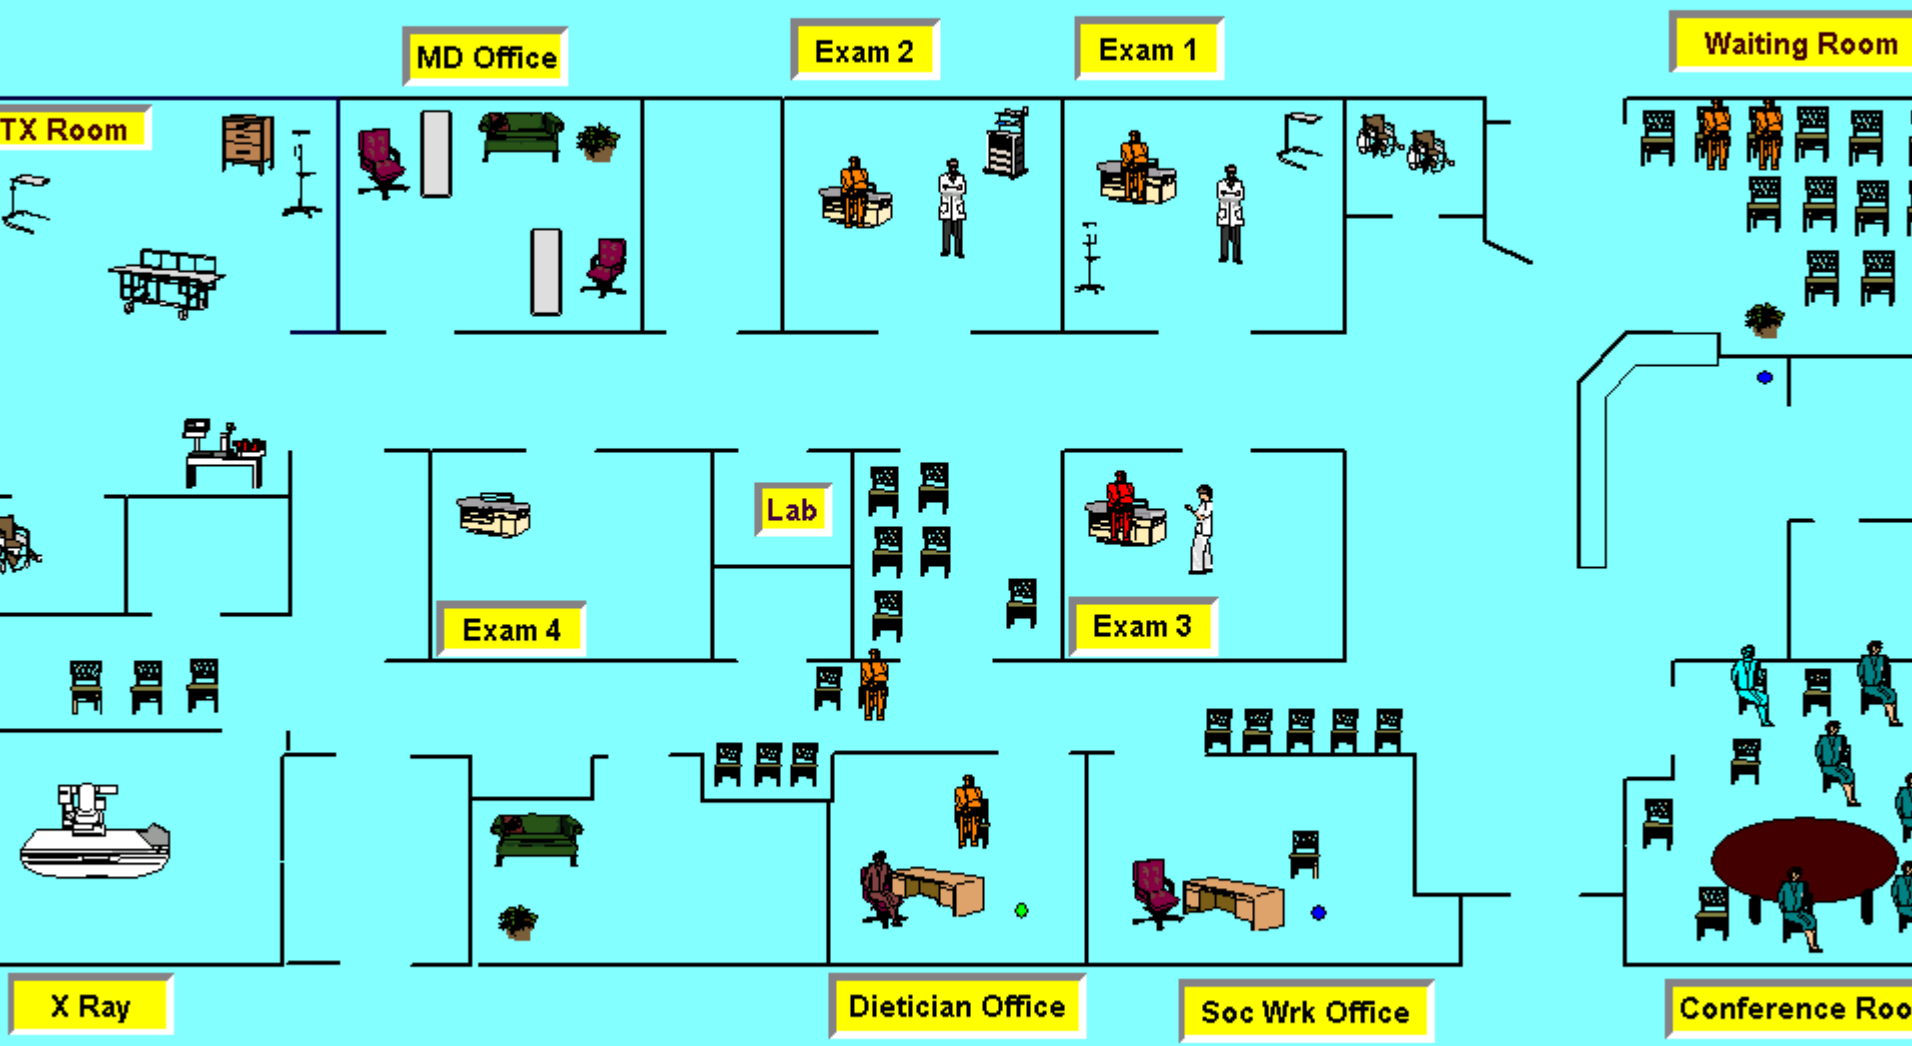 MD Office
Exam 2
Exam 1
Waiting Room
TX Room
Lab
Exam 4
Exam 3
X Ray
Dietician Office
Soc Wrk Office
Conference Roo